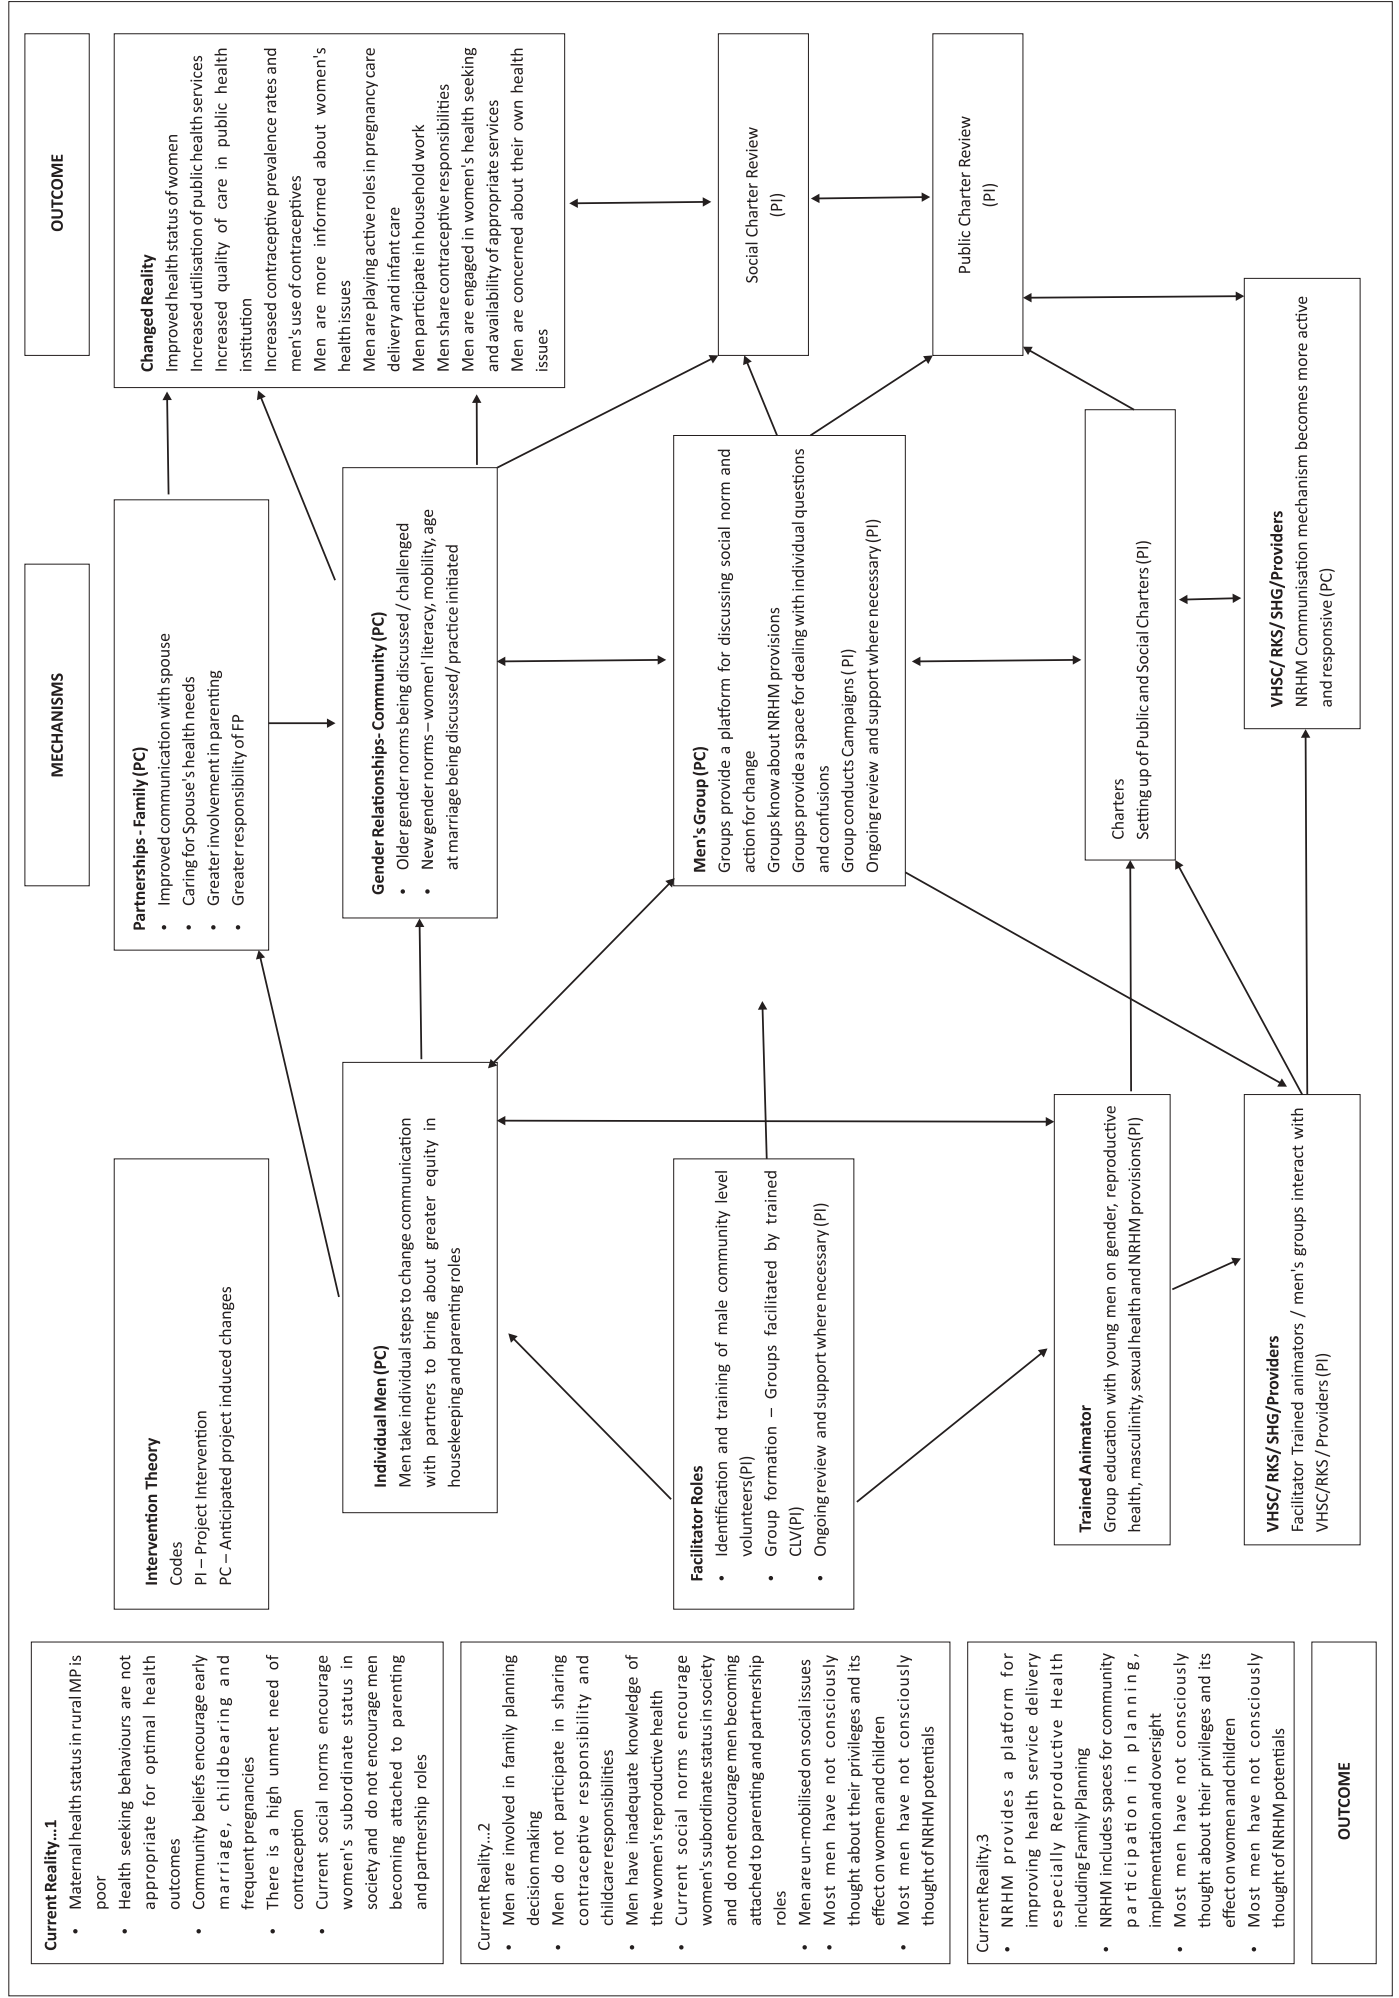 Current Reality...1
• Maternal health status in rural MP is
poor
• Health seeking behaviours are not
appropriate for optimal health
outcomes
• Community beliefs encourage early
marriage, childbearing and
frequent pregnancies
• There is a high unmet need of
contraception
• Current social norms encourage
women's subordinate status in
society and do not encourage men
becoming attached to parenting
and partnership roles
Current Reality...2
• Men are involved in family planning
decision making
• Men do not participate in sharing
contraceptive responsibility and
childcare responsibilities
• Men have inadequate knowledge of
the women's reproductive health
• Current social norms encourage
women's subordinate status in society
and do not encourage men becoming
attached to parenting and partnership
roles
• Men are un-mobilised on social issues
• Most men have not consciously
thought about their privileges and its
effect on women and children
• Most men have not consciously
thought of NRHM potentials
Current Reality.3
• NRHM provides a platform for
improving health service delivery
especially Reproductive Health
including Family Planning
• NRHM includes spaces for community
participation in planning,
implementation and oversight
• Most men have not consciously
thought about their privileges and its
effect on women and children
• Most men have not consciously
thought of NRHM potentials
OUTCOME
Intervention Theory
Codes
PI – Project Intervention
PC – Anticipated project induced changes
Individual Men (PC)
Men take individual steps to change communication
with partners to bring about greater equity in
housekeeping and parenting roles
Facilitator Roles
• Identification and training of male community level
volunteers(PI)
• Group formation – Groups facilitated by trained
CLV(PI)
• Ongoing review and support where necessary (PI)
Trained Animator
Group education with young men on gender, reproductive
health, masculinity, sexual health and NRHM provisions(PI)
VHSC/ RKS/ SHG/Providers
Facilitator Trained animators / men's groups interact with
VHSC/RKS / Providers (PI)
MECHANISMS
Partnerships - Family (PC)
• Improved communication with spouse
• Caring for Spouse's health needs
• Greater involvement in parenting
• Greater responsibility of FP
Gender Relationships- Community (PC)
• Older gender norms being discussed / challenged
• New gender norms – women' literacy, mobility, age
at marriage being discussed/ practice initiated
Men's Group (PC)
Groups provide a platform for discussing social norm and
action for change
Groups know about NRHM provisions
Groups provide a space for dealing with individual questions
and confusions
Group conducts Campaigns ( PI)
Ongoing review and support where necessary (PI)
Charters
Setting up of Public and Social Charters (PI)
VHSC/ RKS/ SHG/Providers
NRHM Communisation mechanism becomes more active
and responsive (PC)
OUTCOME
Changed Reality
Improved health status of women
Increased utilisation of public health services
Increased quality of care in public health
institution
Increased contraceptive prevalence rates and
men's use of contraceptives
Men are more informed about women's
health issues
Men are playing active roles in pregnancy care
delivery and infant care
Men participate in household work
Men share contraceptive responsibilities
Men are engaged in women's health seeking
and availability of appropriate services
Men are concerned about their own health
issues
Social Charter Review
(PI)
Public Charter Review
(PI)